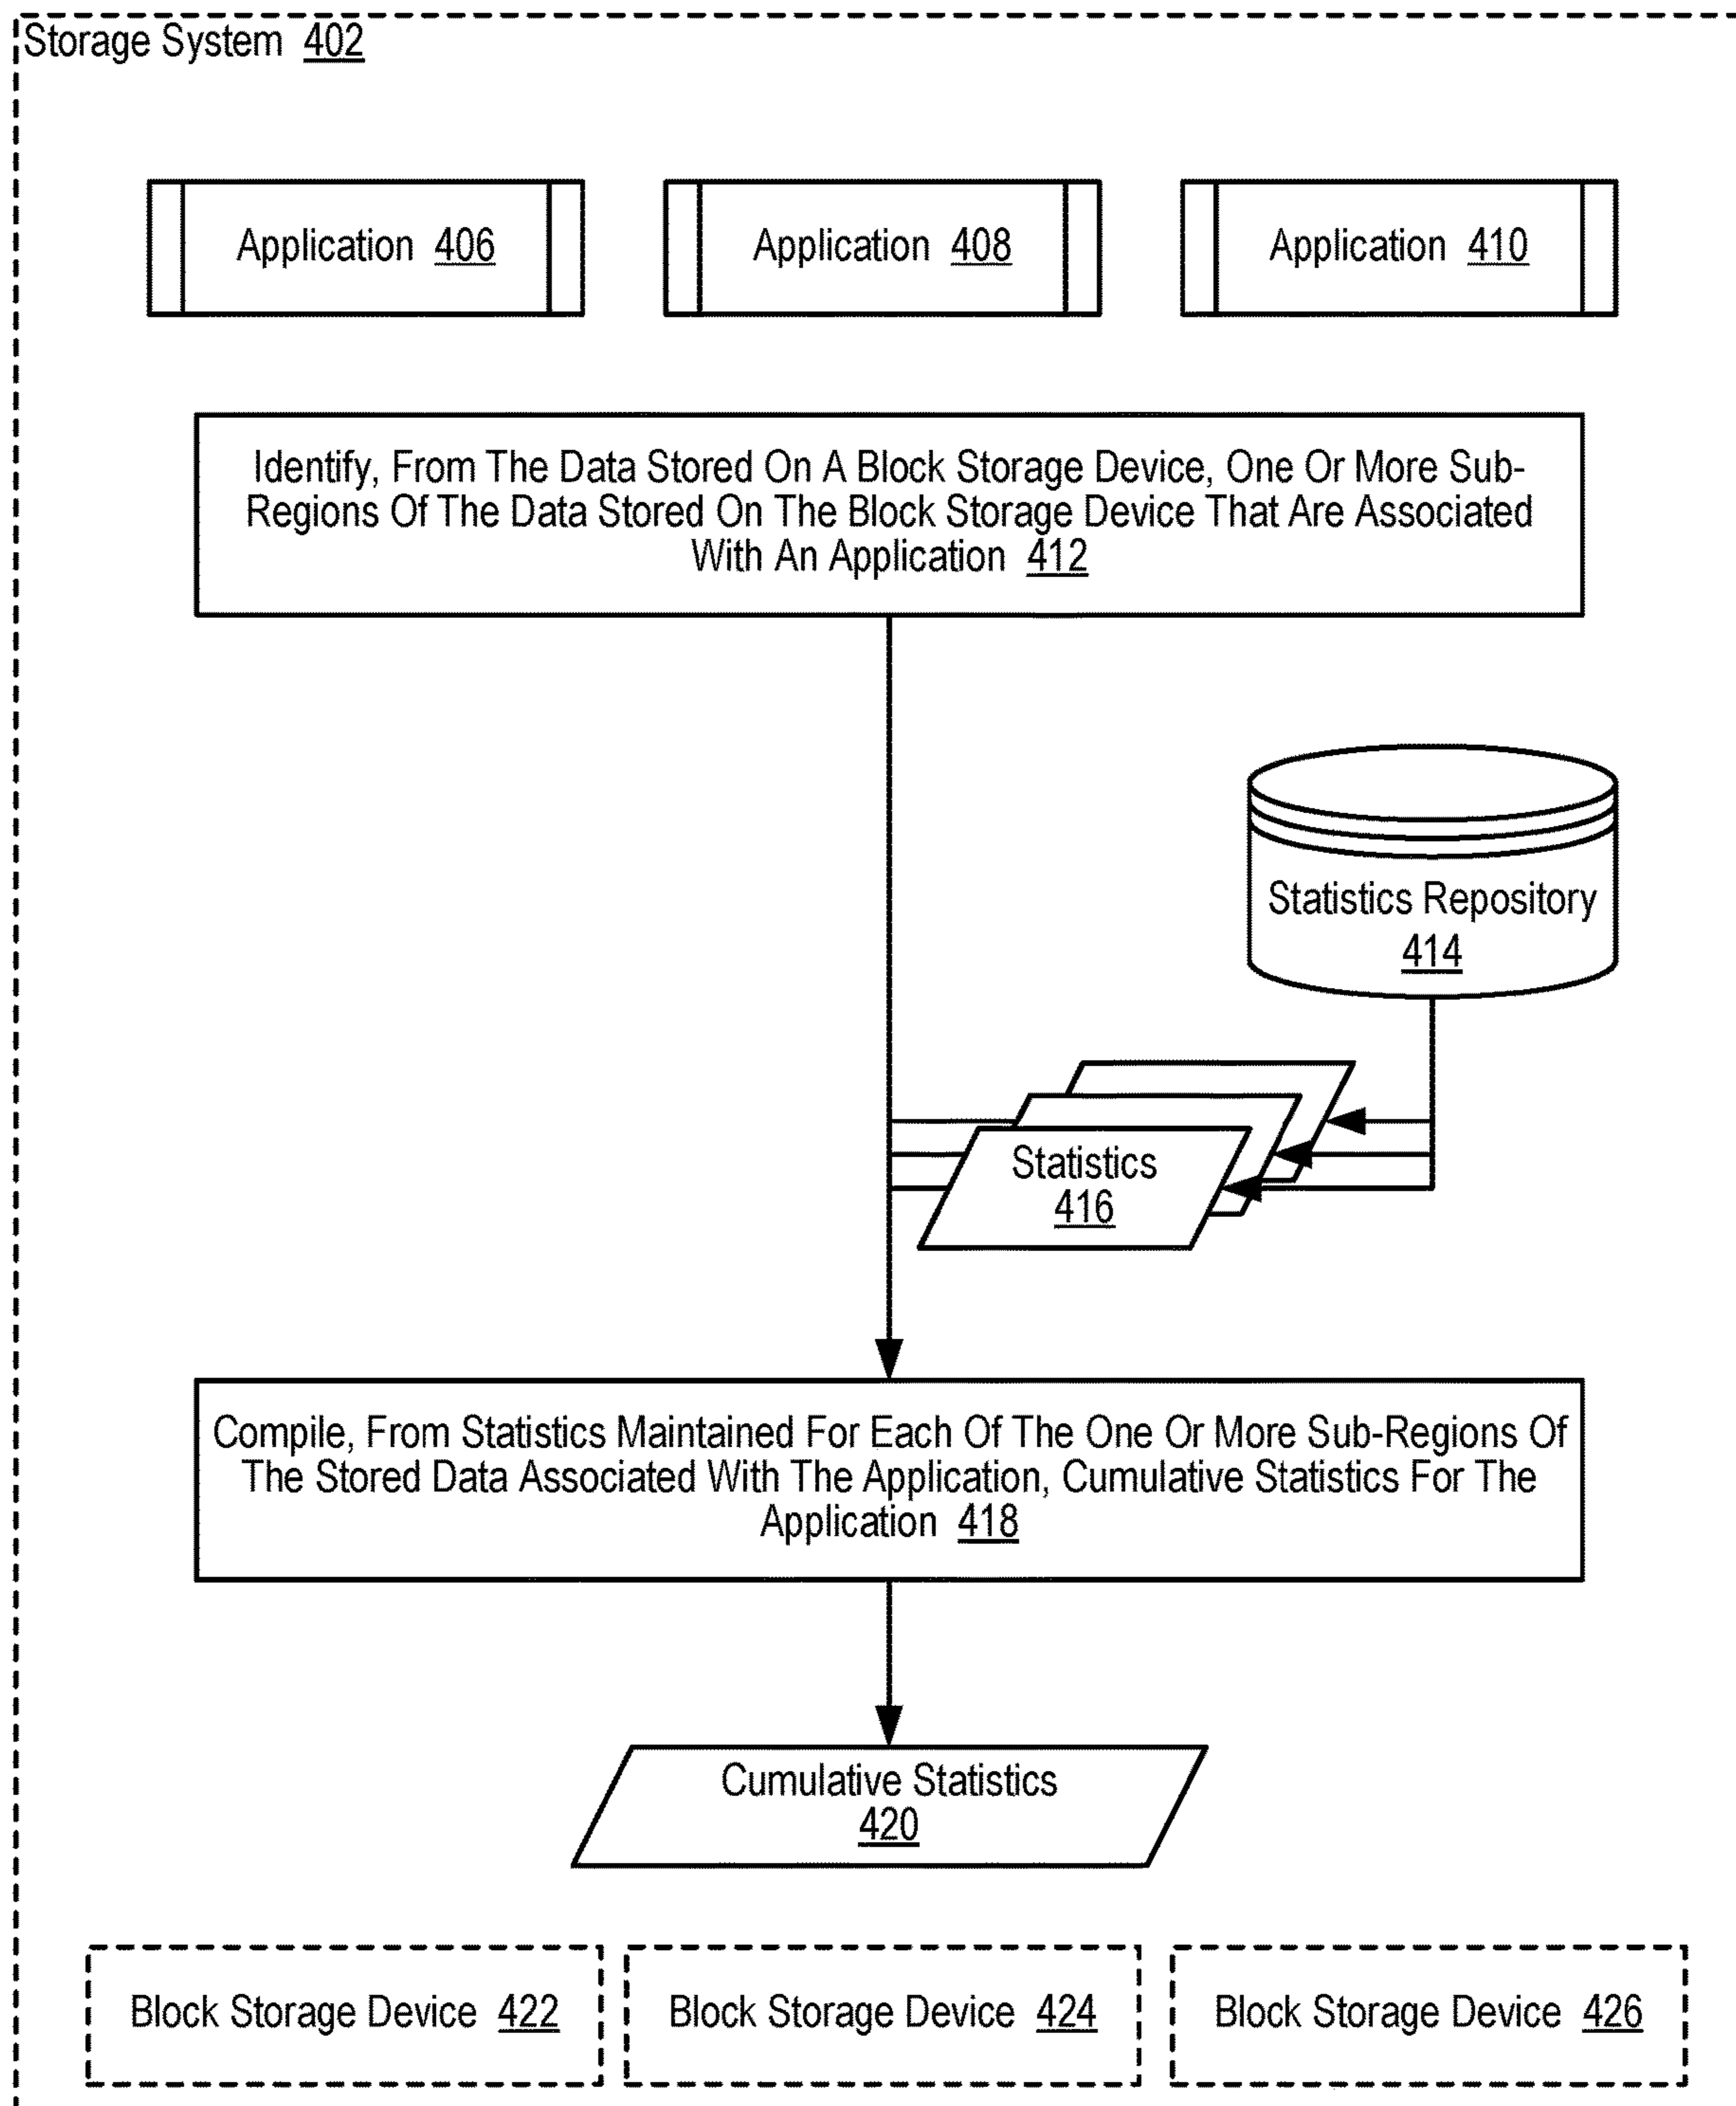 Storage System 402
Application 406
Application 408
Application 410
Identify, From The Data Stored On A Block Storage Device, One Or More Sub-
Regions Of The Data Stored On The Block Storage Device That Are Associated
With An Application 412
Statistics Repository
414
Statistics
416
Compile, From Statistics Maintained For Each Of The One Or More Sub-Regions Of
The Stored Data Associated With The Application, Cumulative Statistics For The
Application 418
Cumulative Statistics
420
Block Storage Device 422
Block Storage Device 424
Block Storage Device 426